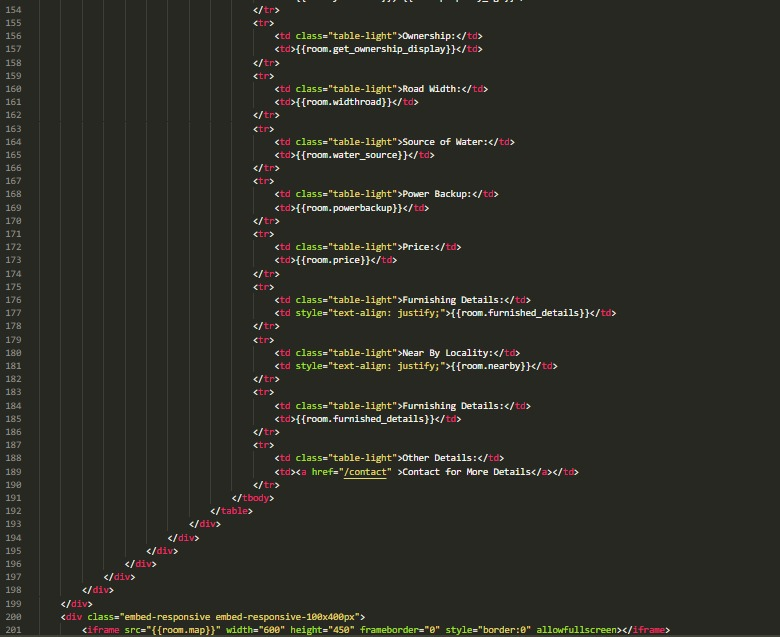 154 </tr>
155 <tr>
156 <td class="table-light">Ownership:</td>
157 <td>{{room.get_ownership_display}}</td>
158 </tr>
159 <tr>
160 <td class="table-light">Road Width:</td>
161 <td>{{room.widthroad}}</td>
162 </tr>
163 <tr>
164 <td class="table-light">Source of Water:</td>
165 <td>{{room.water_source}}</td>
166 </tr>
167 <tr>
168 <td class="table-light">Power Backup:</td>
169 <td>{{room.powerbackup}}</td>
170 </tr>
171 <tr>
172 <td class="table-light">Price:</td>
173 <td>{{room.price}}</td>
174 </tr>
175 <tr>
176 <td class="table-light">Furnishing Details:</td>
177 <td style="text-align: justify;">{{room.furnished_details}}</td>
178 </tr>
179 <tr>
180 <td class="table-light">Near By Locality:</td>
181 <td style="text-align: justify;">{{room.nearby}}</td>
182 </tr>
183 <tr>
184 <td class="table-light">Furnishing Details:</td>
185 <td>{{room.furnished_details}}</td>
186 </tr>
187 <tr>
188 <td class="table-light">Other Details:</td>
189 <td><a href="/contact" >Contact for More Details</a></td>
190 </tr>
191 </tbody>
192 </table>
193 </div>
194 </div>
195 </div>
196 </div>
197 </div>
198 </div>
199 </div>
200 <div class="embed-responsive embed-responsive-100x400px">
201 <iframe src="{{room.map}}" width="600" height="450" frameborder="0" style="border:0" allowfullscreen></iframe>